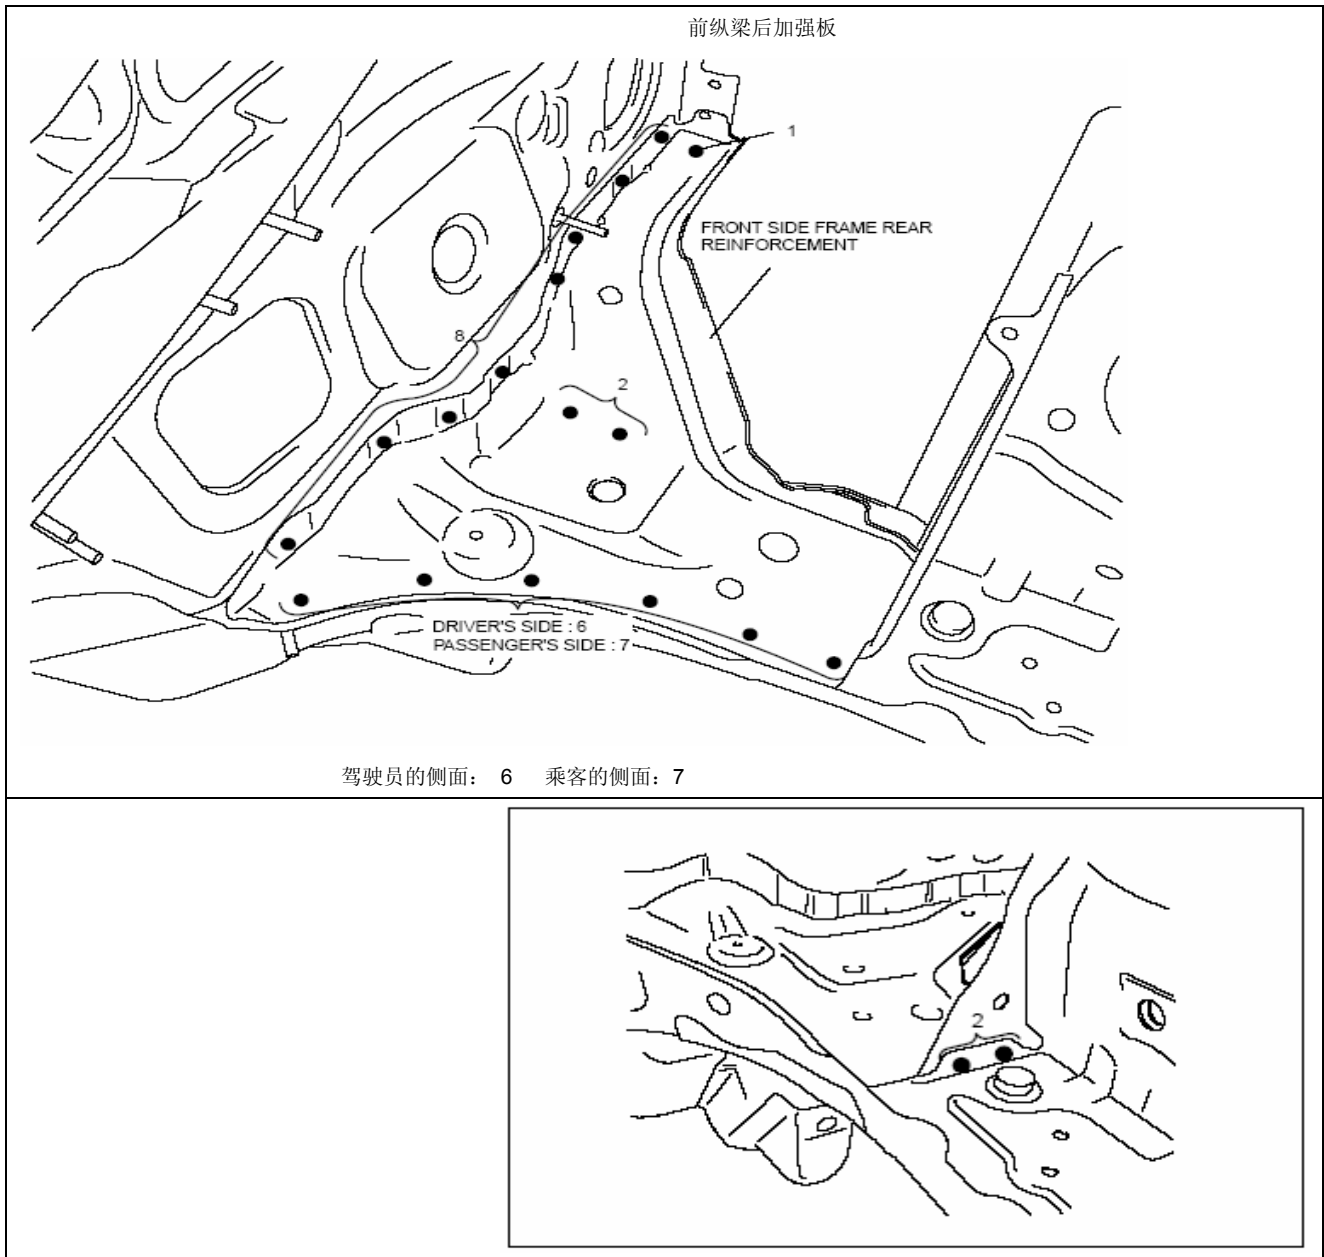 前纵梁后加强板
1
FRONT SIDE FRAME REAR
REINFORCEMENT
8
2
DRIVER'S SIDE : 6
PASSENGER'S SIDE : 7
驾驶员的侧面： 6 乘客的侧面：7
2